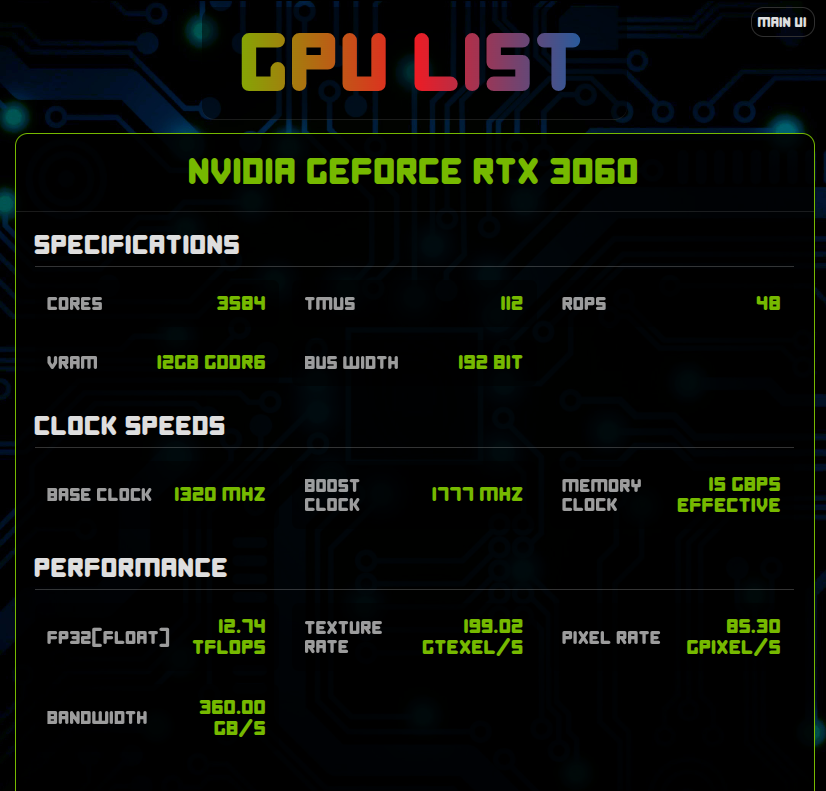 MAIN UI
GPU LIST
NVIDIA GEFORCE RTX 3060
SPECIFICATIONS
CORES 3584 TMUS 112 ROPS 48
VRAM 12GB GDDR6 BUS WIDTH 192 BIT
CLOCK SPEEDS
BASE CLOCK 1320 MHZ BOOST CLOCK 1777 MHZ MEMORY CLOCK 15 GBPS EFFECTIVE
PERFORMANCE
FP32[FLOAT] 12.74 TFLOPS TEXTURE RATE 199.02 GTEXEL/S PIXEL RATE 85.30 GPIXEL/S
BANDWIDTH 360.00 GB/S